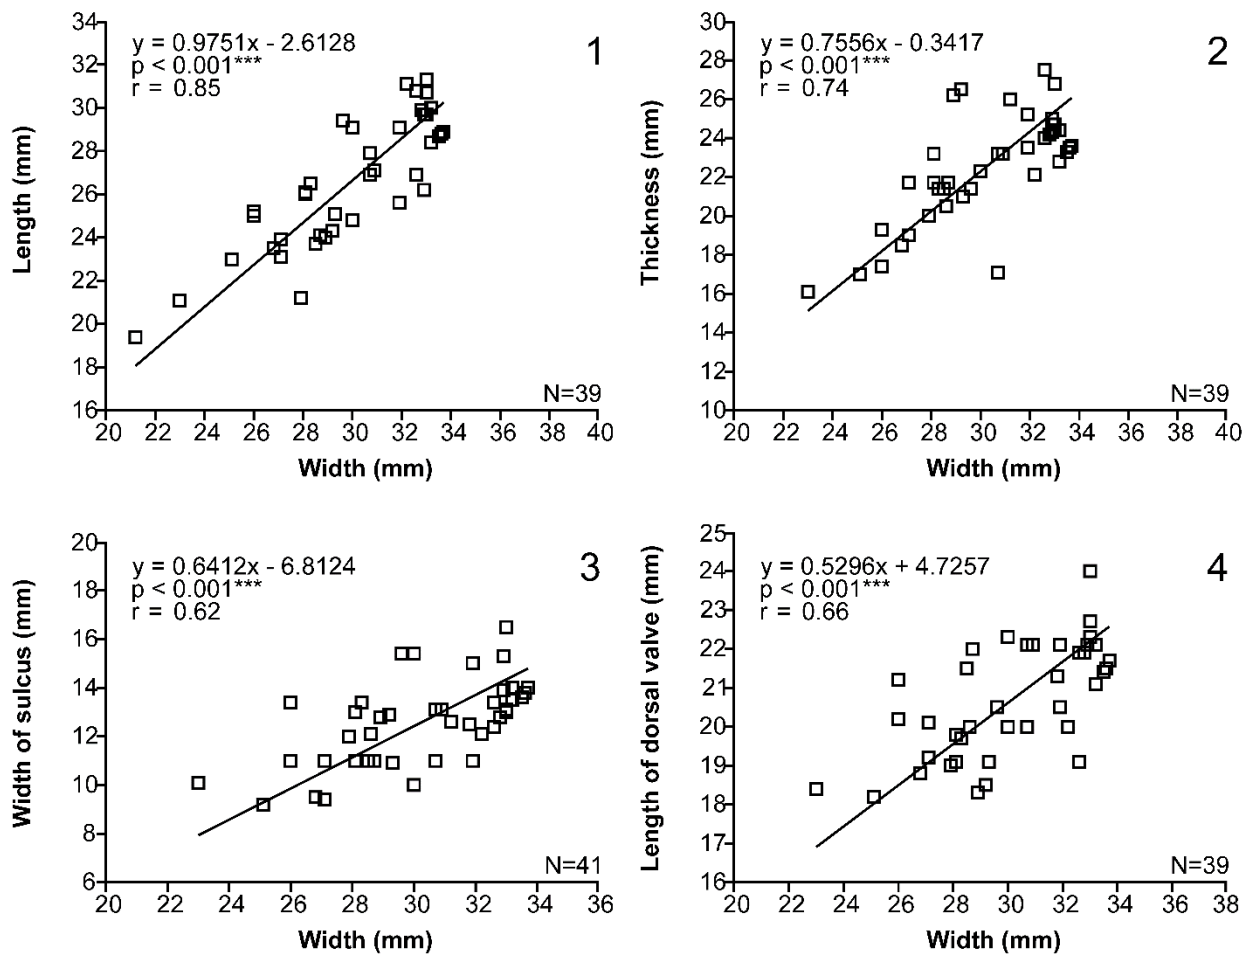 y = 0.9751x - 2.6128
p < 0.001***
r = 0.85
1
Length (mm)
34
32
30
28
26
24
22
20
18
16
N=39
20 22 24 26 28 30 32 34 36 38 40
Width (mm)
y = 0.7556x - 0.3417
p < 0.001***
r = 0.74
2
Thickness (mm)
30
28
26
24
22
20
18
16
14
12
10
N=39
20 22 24 26 28 30 32 34 36 38 40
Width (mm)
y = 0.6412x - 6.8124
p < 0.001***
r = 0.62
3
Width of sulcus (mm)
20
18
16
14
12
10
8
6
N=41
20 22 24 26 28 30 32 34 36
Width (mm)
y = 0.5296x + 4.7257
p < 0.001***
r = 0.66
4
Length of dorsal valve (mm)
25
24
23
22
21
20
19
18
17
16
N=39
20 22 24 26 28 30 32 34 36 38
Width (mm)